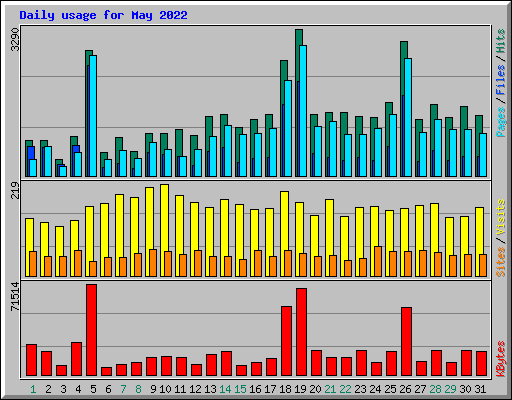 Daily usage for May 2022
3290
Pages / Files / Hits
219
Sites / Visits
71514
KBytes
1 2 3 4 5 6 7 8 9 10 11 12 13 14 15 16 17 18 19 20 21 22 23 24 25 26 27 28 29 30 31